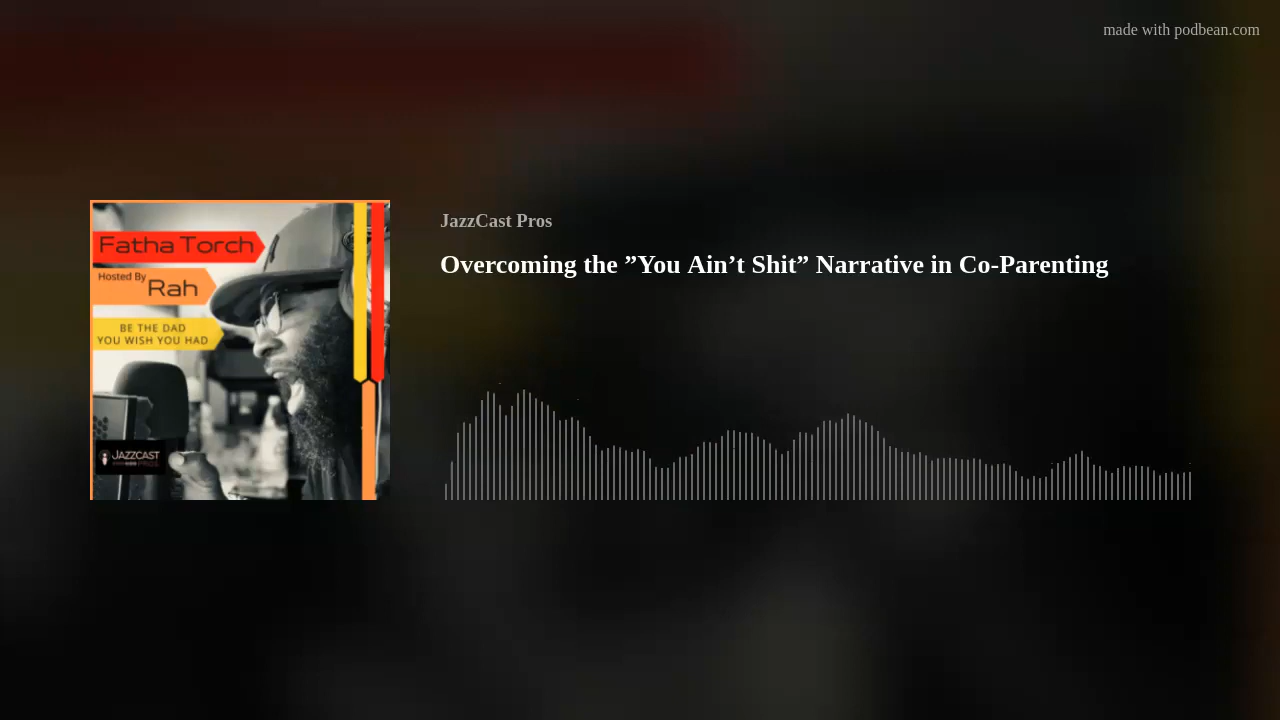 made with podbean.com
JazzCast Pros
Overcoming the ”You Ain’t Shit” Narrative in Co-Parenting
Fatha Torch
Hosted By
Rah
BE THE DAD
YOU WISH YOU HAD
JAZZCAST
PROS